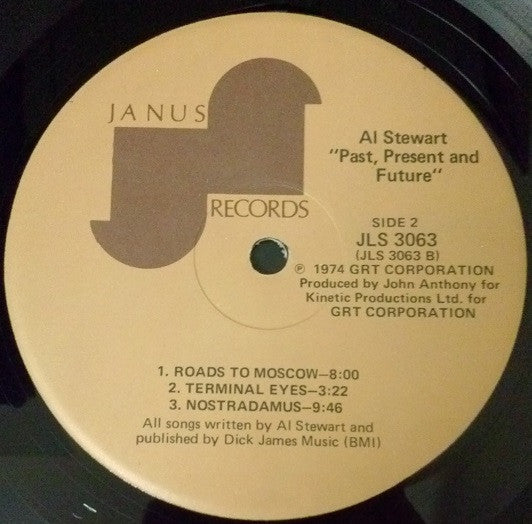 JANUS
RECORDS
Al Stewart
"Past, Present and
Future"
SIDE 2
JLS 3063
(JLS 3063 B)
℗ 1974 GRT CORPORATION
Produced by John Anthony for
Kinetic Productions Ltd. for
GRT CORPORATION
1. ROADS TO MOSCOW—8:00
2. TERMINAL EYES—3:22
3. NOSTRADAMUS—9:46
All songs written by Al Stewart and
published by Dick James Music (BMI)